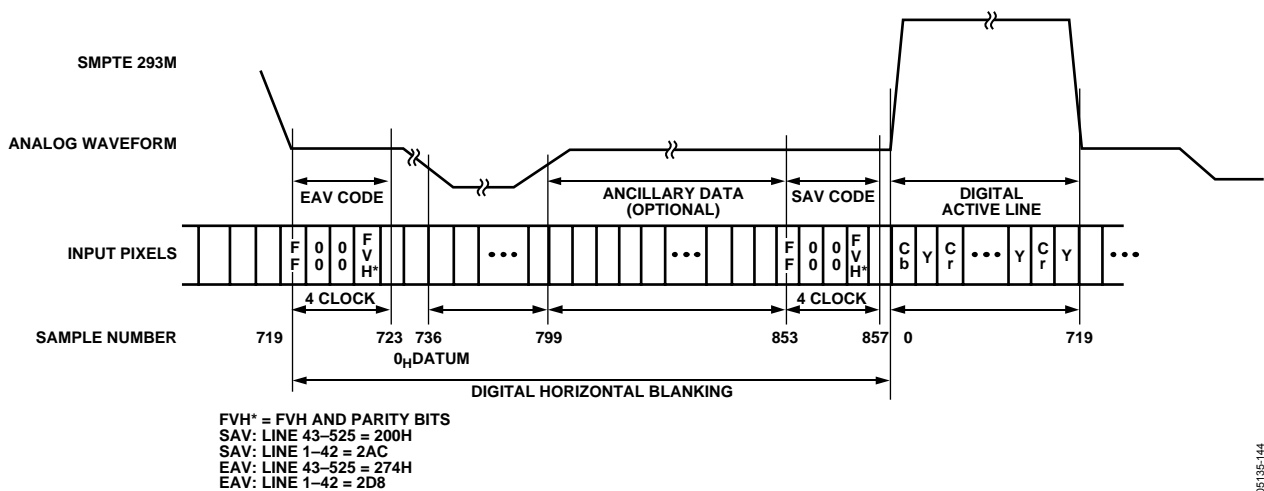 SMPTE 293M
ANALOG WAVEFORM
EAV CODE
ANCILLARY DATA
(OPTIONAL)
SAV CODE
DIGITAL
ACTIVE LINE
INPUT PIXELS
F
F
0
0
0
0
F
V
H*
F
F
0
0
0
0
F
V
H*
C
b
Y
C
r
Y
C
r
Y
4 CLOCK
4 CLOCK
SAMPLE NUMBER
719
723
736
799
853
857
0
719
0HDATUM
DIGITAL HORIZONTAL BLANKING
FVH* = FVH AND PARITY BITS
SAV: LINE 43–525 = 200H
SAV: LINE 1–42 = 2AC
EAV: LINE 43–525 = 274H
EAV: LINE 1–42 = 2D8
05135-144